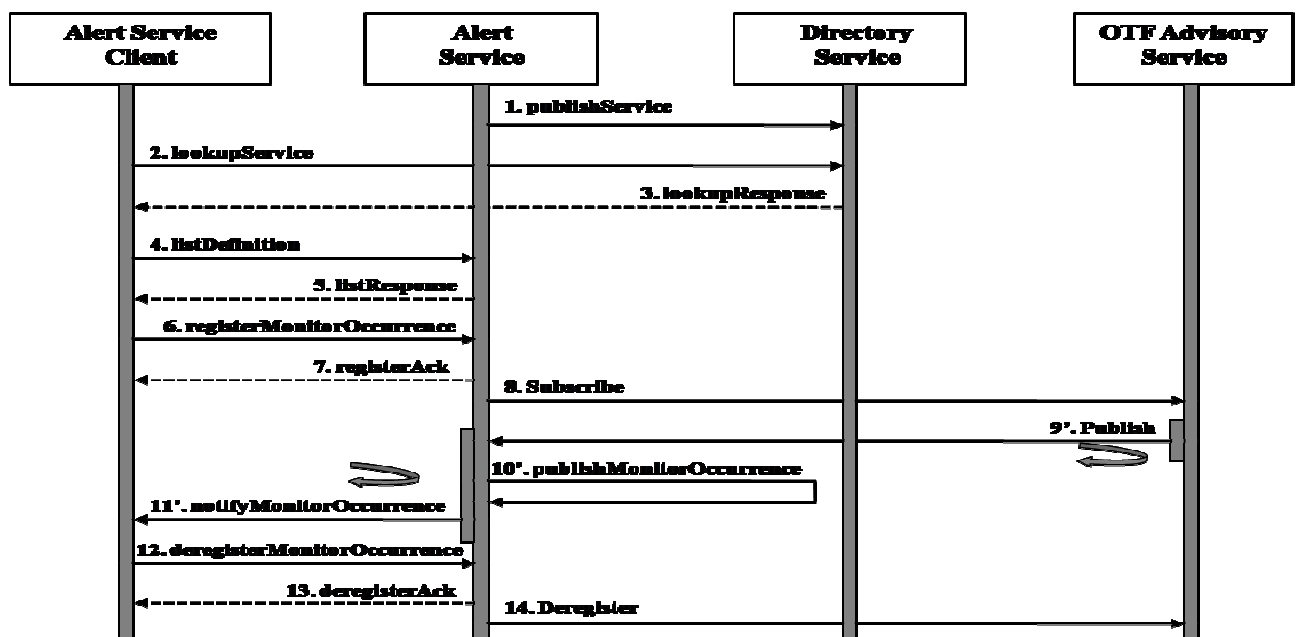 Alert Service
Client
Alert
Service
Directory
Service
OTF Advisory
Service
1. publishService
2. lookupService
3. lookupResponse
4. listDefinition
5. listResponse
6. registerMonitorOccurrence
7. registerAck
8. Subscribe
9'. Publish
10'. publishMonitorOccurrence
11'. notifyMonitorOccurrence
12. deregisterMonitorOccurrence
13. deregisterAck
14. Deregister